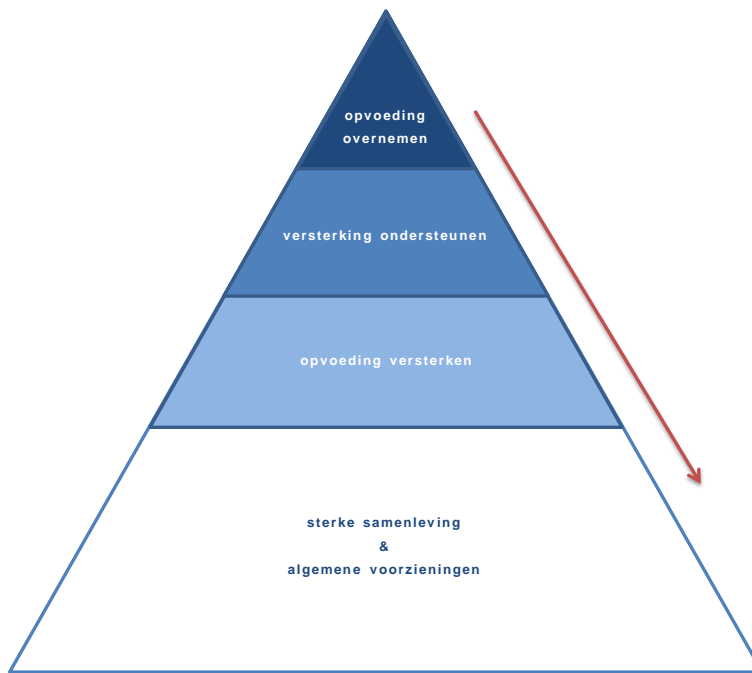 opvoeding
overnemen
versterking ondersteunen
opvoeding versterken
sterke samenleving
&
algemene voorzieningen